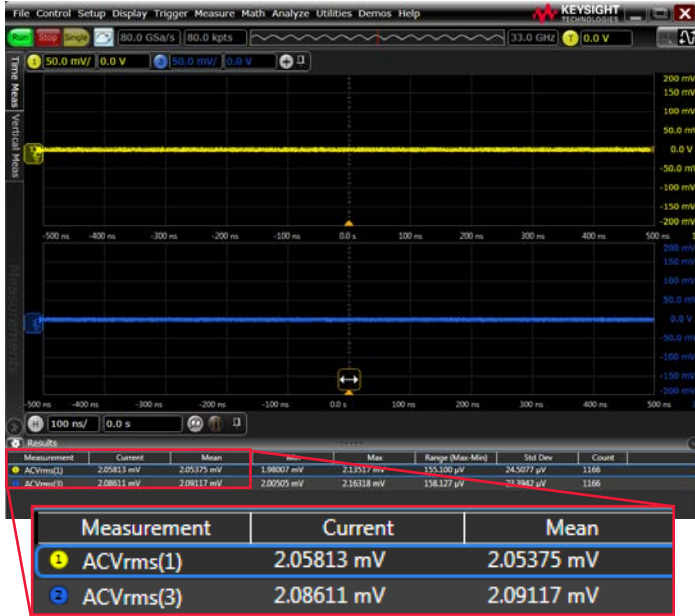 File Control Setup Display Trigger Measure Math Analyze Utilities Demos Help
KEYSIGHT
TECHNOLOGIES
Run Stop Single 80.0 GSa/s 80.0 kpts 33.0 GHz T 0.0 V
1 50.0 mV/ 0.0 V 50.0 mV/ 0.0 V
Time Meas
Vertical Meas
Measurements
200 mV
150 mV
100 mV
50.0 mV
0.0 V
-50.0 mV
-100 mV
-150 mV
-200 mV
-500 ns -400 ns -300 ns -200 ns -100 ns 0.0 s 100 ns 200 ns 300 ns 400 ns 500 ns
200 mV
150 mV
100 mV
50.0 mV
0.0 V
-50.0 mV
-100 mV
-150 mV
-200 mV
-500 ns -400 ns -300 ns -200 ns -100 ns 0.0 s 100 ns 200 ns 300 ns 400 ns 500 ns
H 100 ns/ 0.0 s
Results
Measurement Current Mean Min Max Range (Max-Min) Std Dev Count
ACVrms(1) 2.05813 mV 2.05375 mV 1.98007 mV 2.13517 mV 155.100 µV 24.5077 µV 1166
ACVrms(3) 2.08611 mV 2.09117 mV 2.00505 mV 2.16318 mV 158.127 µV 23.3942 µV 1166
Measurement Current Mean
1 ACVrms(1) 2.05813 mV 2.05375 mV
2 ACVrms(3) 2.08611 mV 2.09117 mV